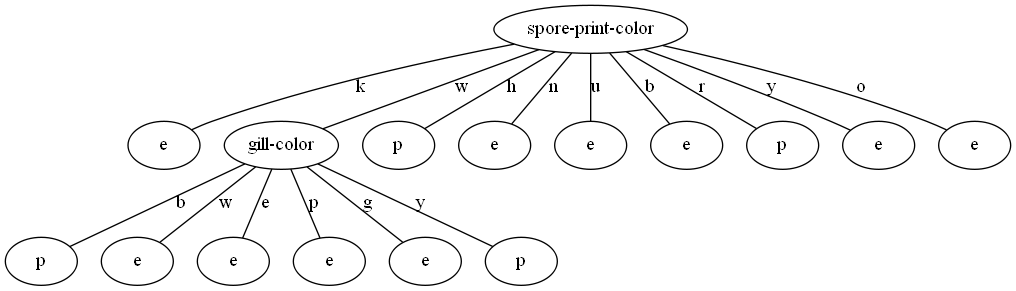 spore-print-color
k w h n u b r y o
e gill-color p e e e p e e
b w e p g y
p e e e e p